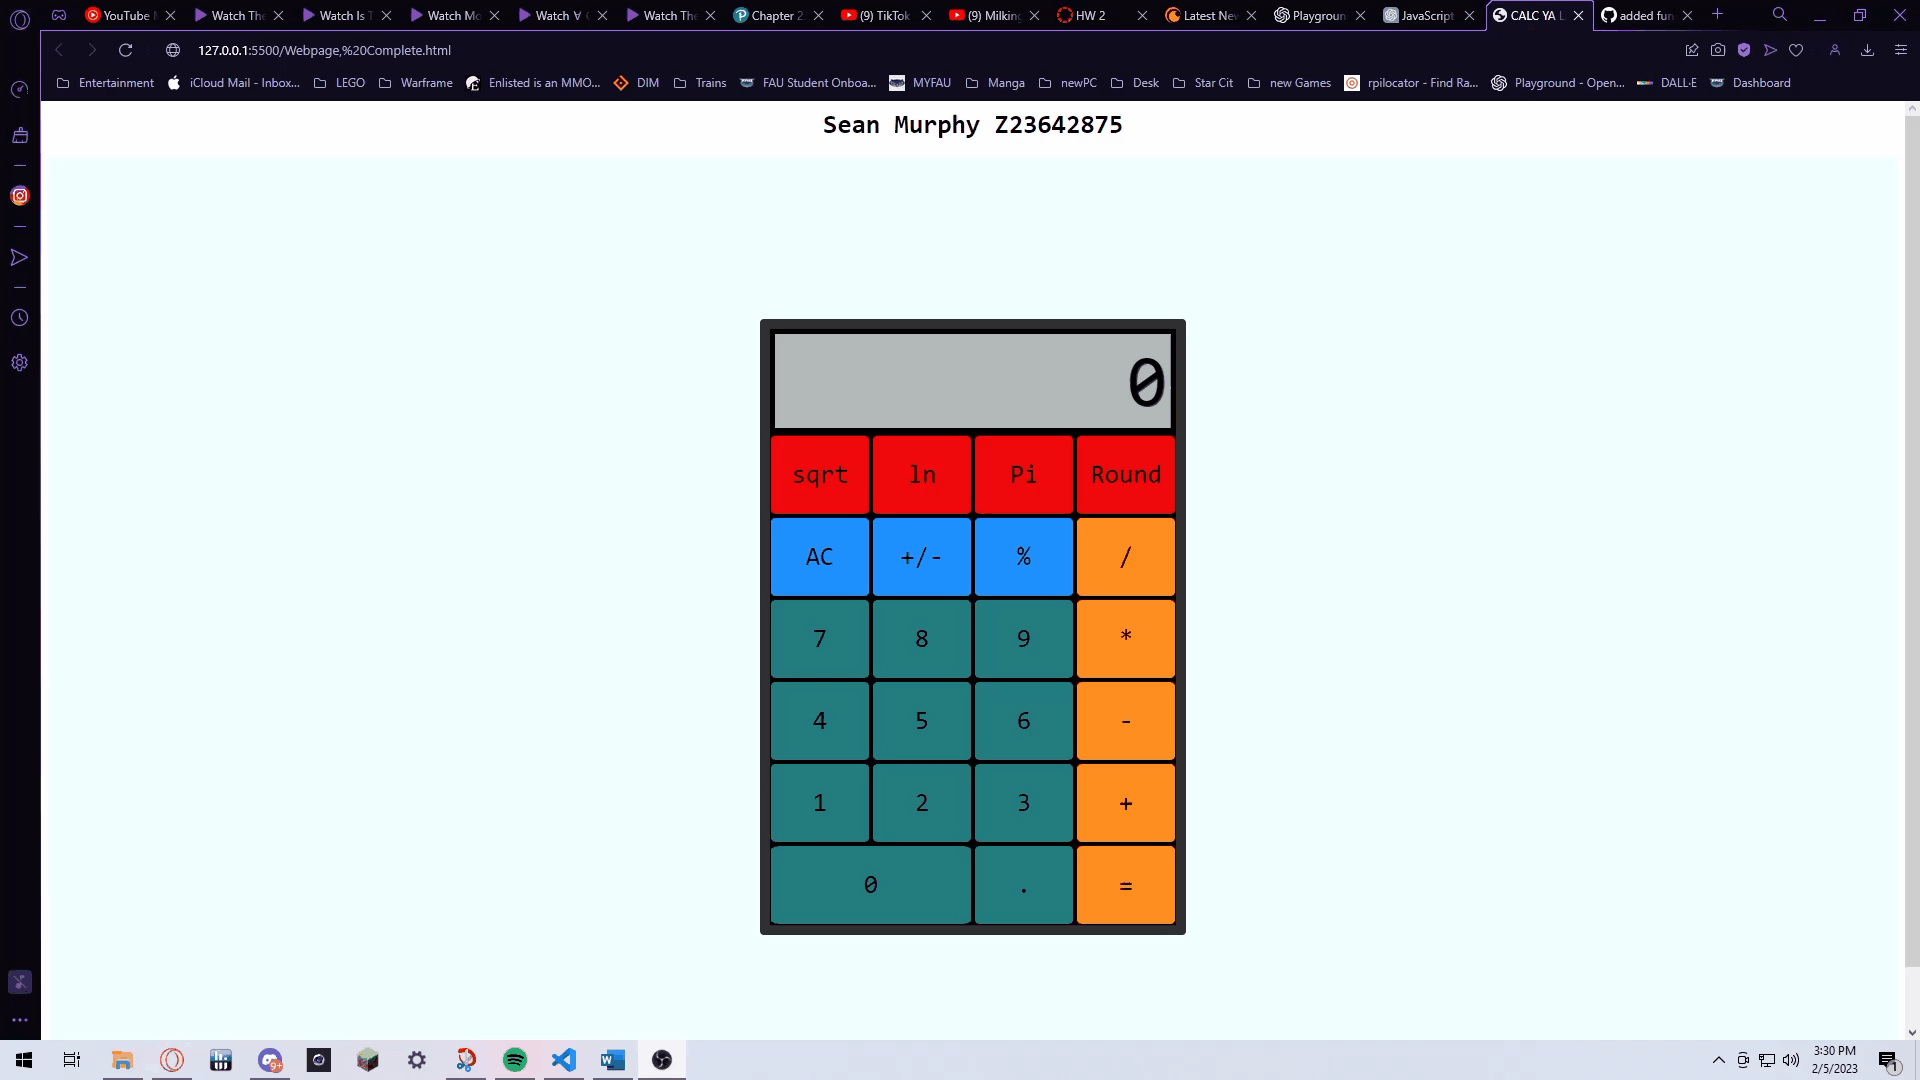 YouTube M
Watch The
Watch Is T
Watch Mo
Watch ∀
Watch The
Chapter 2
(9) TikTok
(9) Milking
HW 2
Latest New
Playgroun
JavaScript
CALC YA L
added fun
127.0.0.1:5500/Webpage,%20Complete.html
Entertainment
iCloud Mail - Inbox...
LEGO
Warframe
Enlisted is an MMO...
DIM
Trains
FAU Student Onboa...
MYFAU
Manga
newPC
Desk
Star Cit
new Games
rpilocator - Find Ra...
Playground - Open...
DALL·E
Dashboard
Sean Murphy Z23642875
0
sqrt ln Pi Round
AC +/- % /
7 8 9 *
4 5 6 -
1 2 3 +
0 . =
9+
3:30 PM
2/5/2023
1